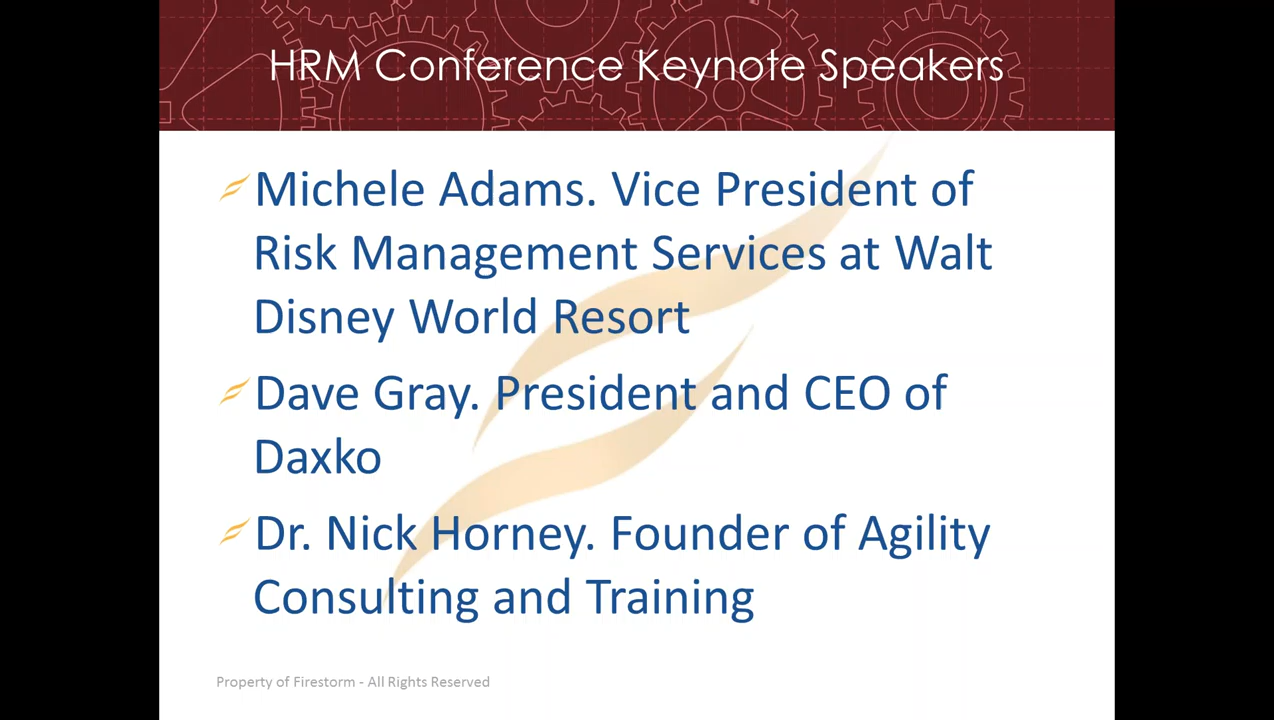 HRM Conference Keynote Speakers
Michele Adams. Vice President of
Risk Management Services at Walt
Disney World Resort
Dave Gray. President and CEO of
Daxko
Dr. Nick Horney. Founder of Agility
Consulting and Training
Property of Firestorm - All Rights Reserved